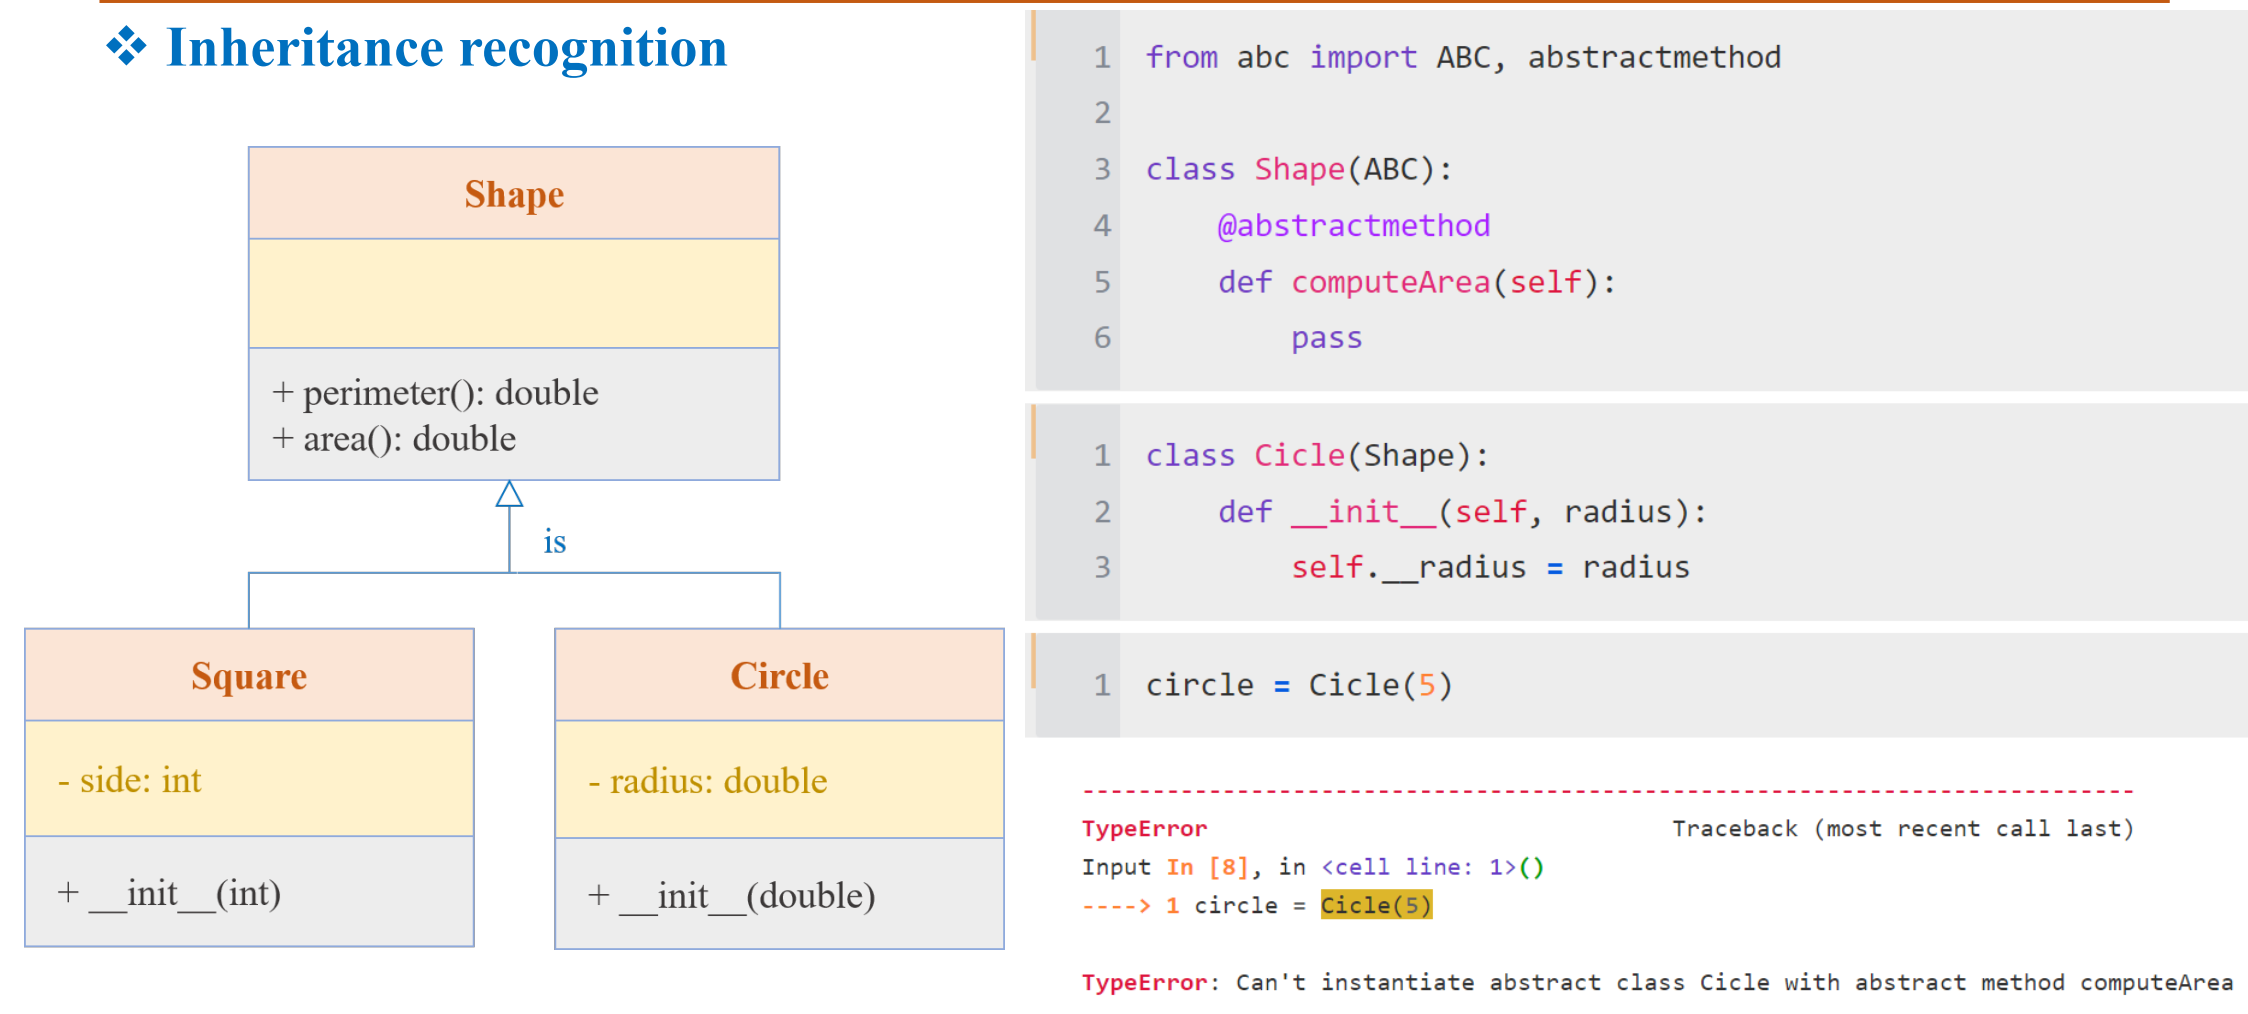 ❖ Inheritance recognition
Shape
+ perimeter(): double
+ area(): double
is
Square
- side: int
+ __init__(int)
Circle
- radius: double
+ __init__(double)
1 from abc import ABC, abstractmethod
2
3 class Shape(ABC):
4     @abstractmethod
5     def computeArea(self):
6         pass
1 class Cicle(Shape):
2     def __init__(self, radius):
3         self.__radius = radius
1 circle = Cicle(5)
---------------------------------------------------------------------------
TypeError                                 Traceback (most recent call last)
Input In [8], in <cell line: 1>()
----> 1 circle = Cicle(5)
TypeError: Can't instantiate abstract class Cicle with abstract method computeArea